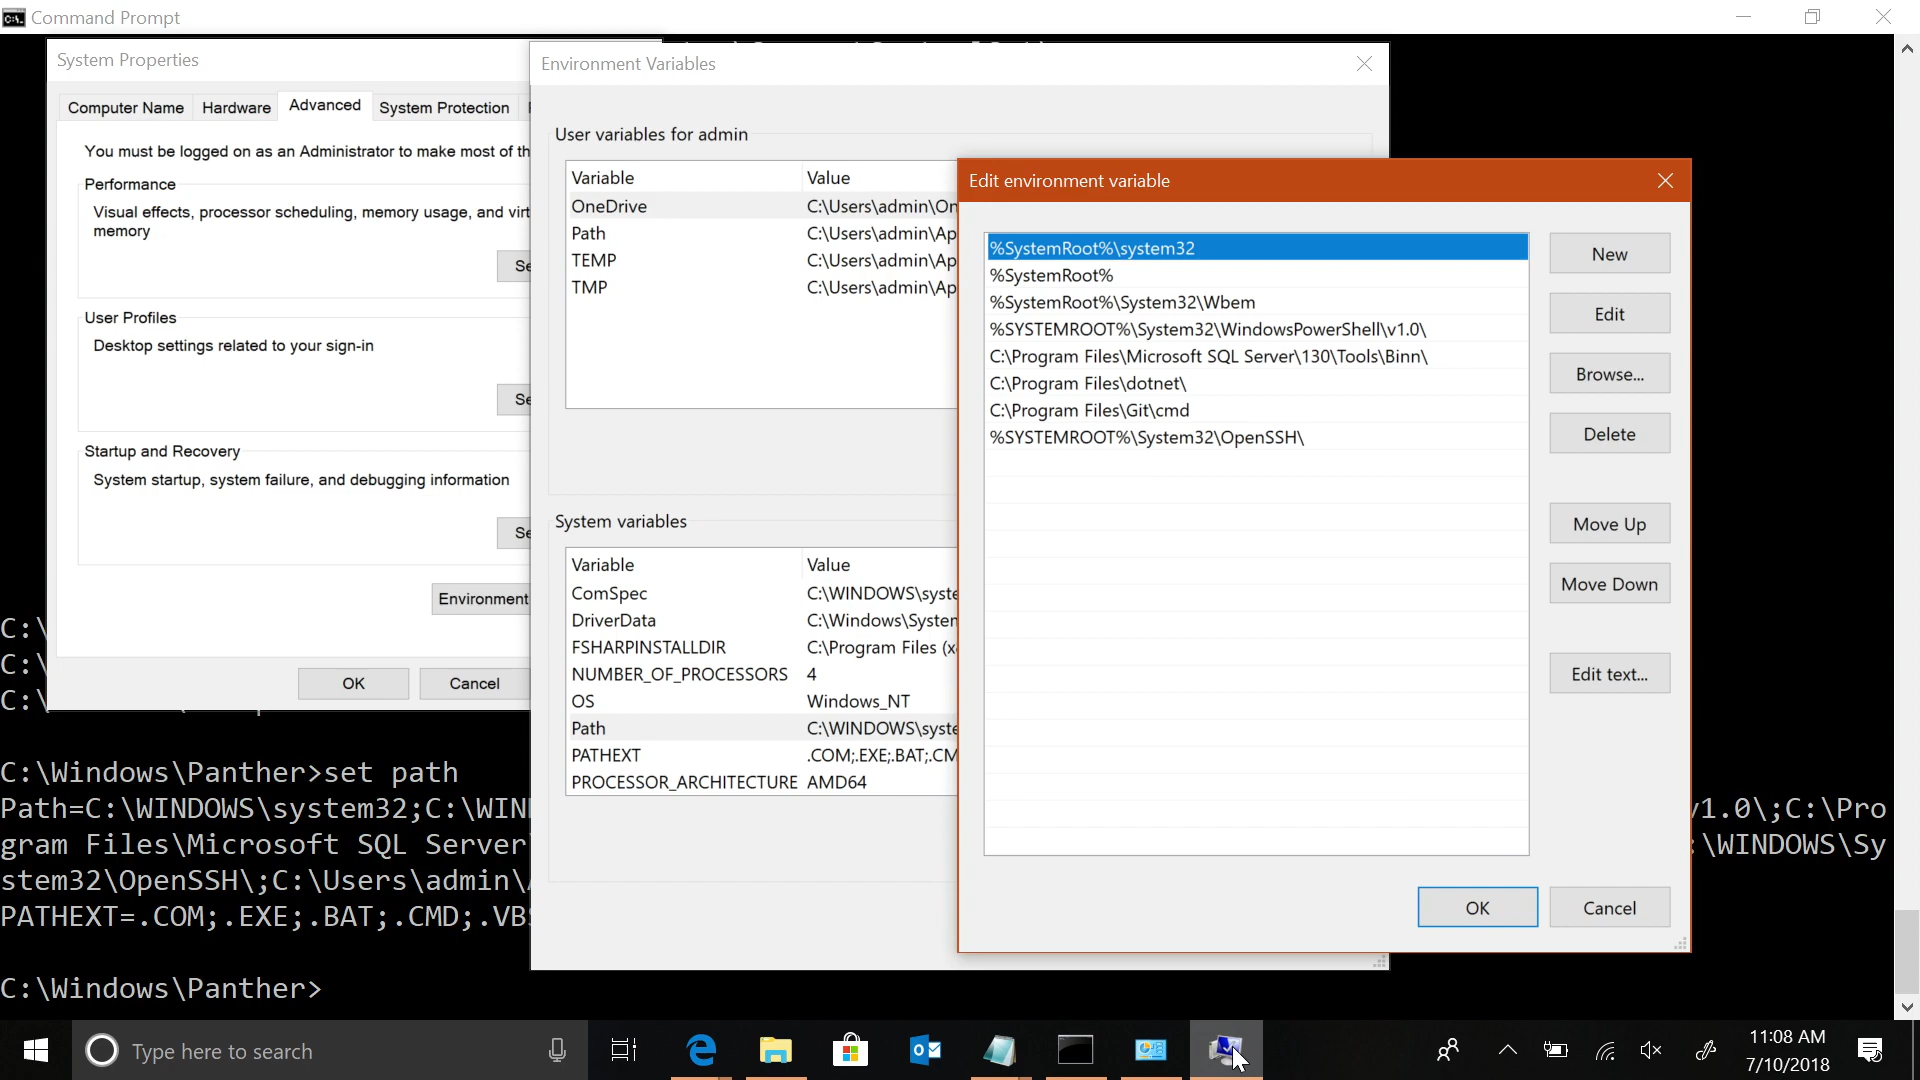 Command Prompt
System Properties
Computer Name
Hardware
Advanced
System Protection
You must be logged on as an Administrator to make most of
Performance
Visual effects, processor scheduling, memory usage, and
memory
User Profiles
Desktop settings related to your sign-in
Startup and Recovery
System startup, system failure, and debugging information
Environment
OK
Cancel
Environment Variables
User variables for admin
Variable Value
OneDrive C:\Users\admin\On
Path C:\Users\admin\Ap
TEMP C:\Users\admin\Ap
TMP C:\Users\admin\Ap
System variables
Variable Value
ComSpec C:\WINDOWS\syste
DriverData C:\Windows\System
FSHARPINSTALLDIR C:\Program Files (x
NUMBER_OF_PROCESSORS 4
OS Windows_NT
Path C:\WINDOWS\syste
PATHEXT .COM;.EXE;.BAT;.CM
PROCESSOR_ARCHITECTURE AMD64
Edit environment variable
%SystemRoot%\system32
%SystemRoot%
%SystemRoot%\System32\Wbem
%SYSTEMROOT%\System32\WindowsPowerShell\v1.0\
C:\Program Files\Microsoft SQL Server\130\Tools\Binn\
C:\Program Files\dotnet\
C:\Program Files\Git\cmd
%SYSTEMROOT%\System32\OpenSSH\
New
Edit
Browse...
Delete
Move Up
Move Down
Edit text...
OK
Cancel
C:\
C:\
C:\
C:\Windows\Panther>set path
Path=C:\WINDOWS\system32;C:\WIN v1.0\;C:\Pro
gram Files\Microsoft SQL Server :\WINDOWS\Sy
stem32\OpenSSH\;C:\Users\admin\
PATHEXT=.COM;.EXE;.BAT;.CMD;.VB
C:\Windows\Panther>
Type here to search
11:08 AM
7/10/2018